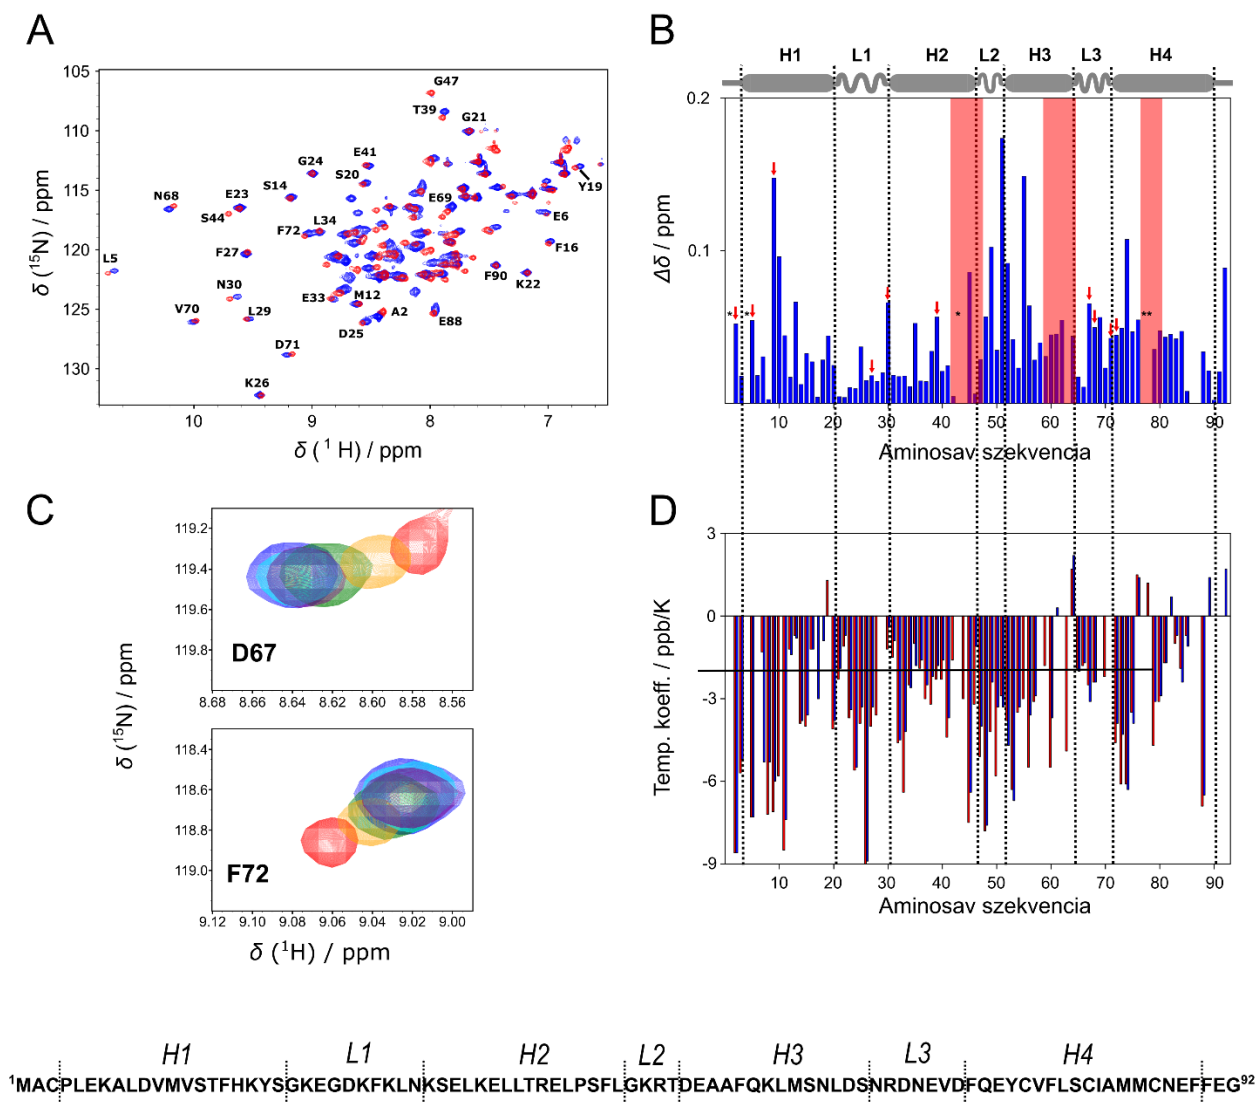 A
105
110
115
120
125
130
δ (¹⁵N) / ppm
G47
T39
G21
E41
G24
S20
S14
N68
E23
S44
Y19
E69
E6
F72
L34
F27
F16
L5
N30
F90
K22
V70
L29
E33
M12
A2
D25
E88
D71
K26
10
9
8
7
δ (¹H) / ppm
B
H1
L1
H2
L2
H3
L3
H4
0.2
0.1
Δδ / ppm
*
*
*
**
10
20
30
40
50
60
70
80
90
Aminosav szekvencia
C
119.2
119.4
119.6
119.8
D67
8.68
8.66
8.64
8.62
8.60
8.58
8.56
δ (¹⁵N) / ppm
118.4
118.6
118.8
119.0
F72
9.12
9.10
9.08
9.06
9.04
9.02
9.00
δ (¹H) / ppm
D
3
0
-3
-6
-9
Temp. koeff. / ppb/K
10
20
30
40
50
60
70
80
90
Aminosav szekvencia
H1 L1 H2 L2 H3 L3 H4
¹MACPLEKALDVMVSTFHKYSGKEGDKFKLNKSELKELLTRELPSFLGKRTDEAAFQKLMSNLDSNRDNEVDFQEYCVFLSCIAMMCNEFFEG⁹²